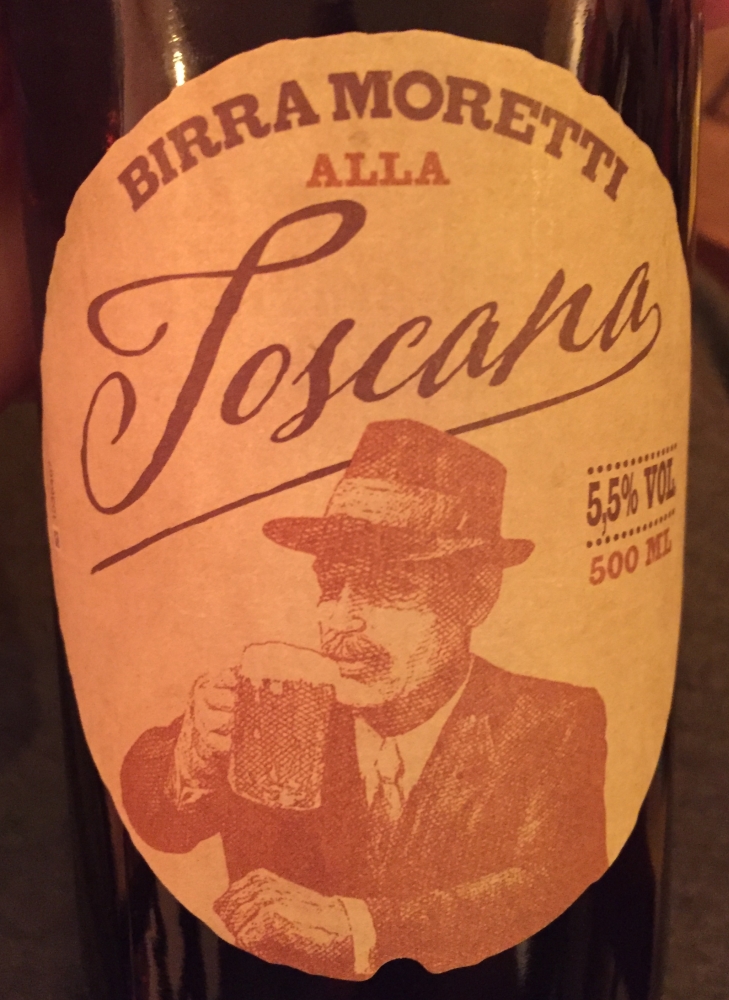 BIRRA MORETTI
ALLA
Toscana
5,5% VOL
500 ML